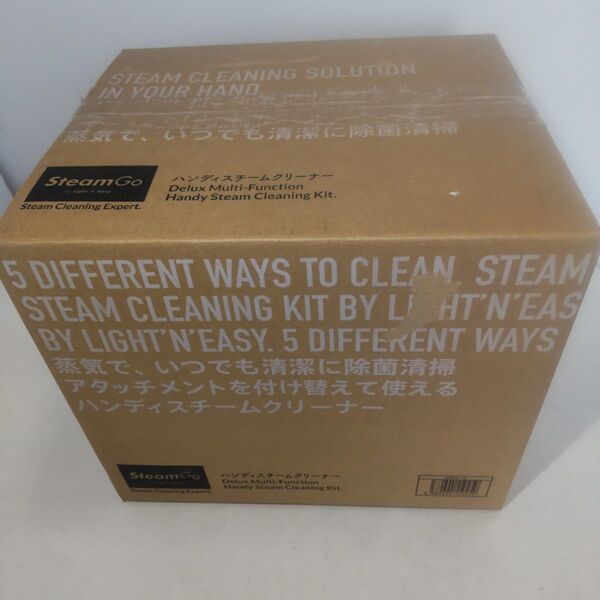 STEAM CLEANING SOLUTION
IN YOUR HAND
蒸気で、いつでも清潔に除菌清掃
SteamGo
by Light 'n' Easy
Steam Cleaning Expert.
ハンディスチームクリーナー
Delux Multi-Function
Handy Steam Cleaning Kit.
5 DIFFERENT WAYS TO CLEAN. STEAM
STEAM CLEANING KIT BY LIGHT'N'EAS
BY LIGHT'N'EASY. 5 DIFFERENT WAYS
蒸気で、いつでも清潔に除菌清掃
アタッチメントを付け替えて使える
ハンディスチームクリーナー
SteamGo
Steam Cleaning Expert.
ハンディスチームクリーナー
Delux Multi-Function
Handy Steam Cleaning Kit.